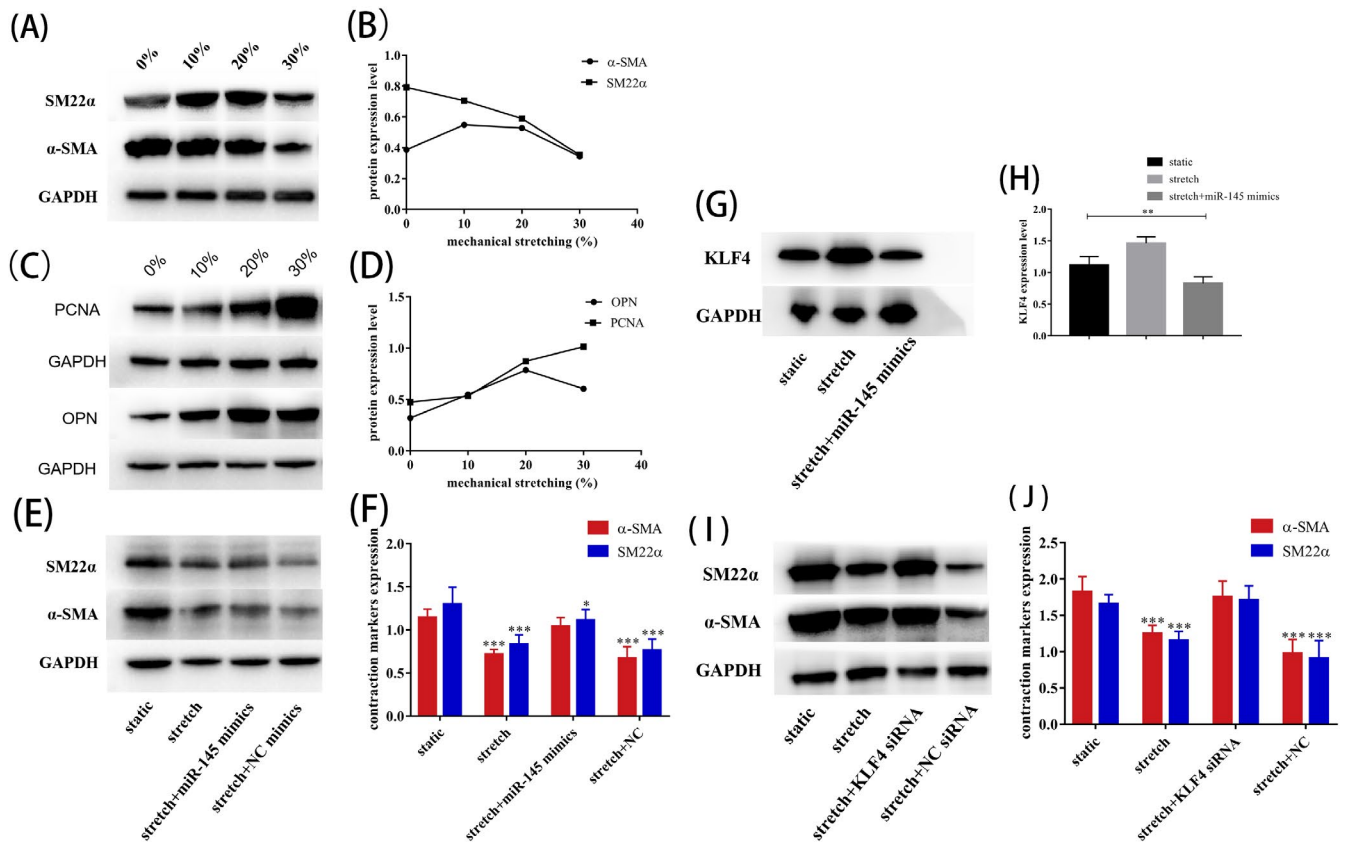 (A)
0% 10% 20% 30%
SM22α
α-SMA
GAPDH
(B)
protein expression level
1.0
0.8
0.6
0.4
0.2
0.0
0 10 20 30 40
mechanical stretching (%)
α-SMA
SM22α
(C)
0% 10% 20% 30%
PCNA
GAPDH
OPN
GAPDH
(D)
protein expression level
1.5
1.0
0.5
0.0
0 10 20 30 40
mechanical stretching (%)
OPN
PCNA
(E)
SM22α
α-SMA
GAPDH
static
stretch
stretch+miR-145 mimics
stretch+NC mimics
(F)
contraction markers expression
2.0
1.5
1.0
0.5
0.0
α-SMA
SM22α
*** ***
*
*** ***
static
stretch
stretch+miR-145 mimics
stretch+NC
(G)
KLF4
GAPDH
static
stretch
stretch+miR-145 mimics
(H)
static
stretch
stretch+miR-145 mimics
KLF4 expression level
2.0
1.5
1.0
0.5
0.0
**
(I)
SM22α
α-SMA
GAPDH
static
stretch
stretch+KLF4 siRNA
stretch+NC siRNA
(J)
contraction markers expression
2.5
2.0
1.5
1.0
0.5
0.0
α-SMA
SM22α
*** ***
*** ***
static
stretch
stretch+KLF4 siRNA
stretch+NC